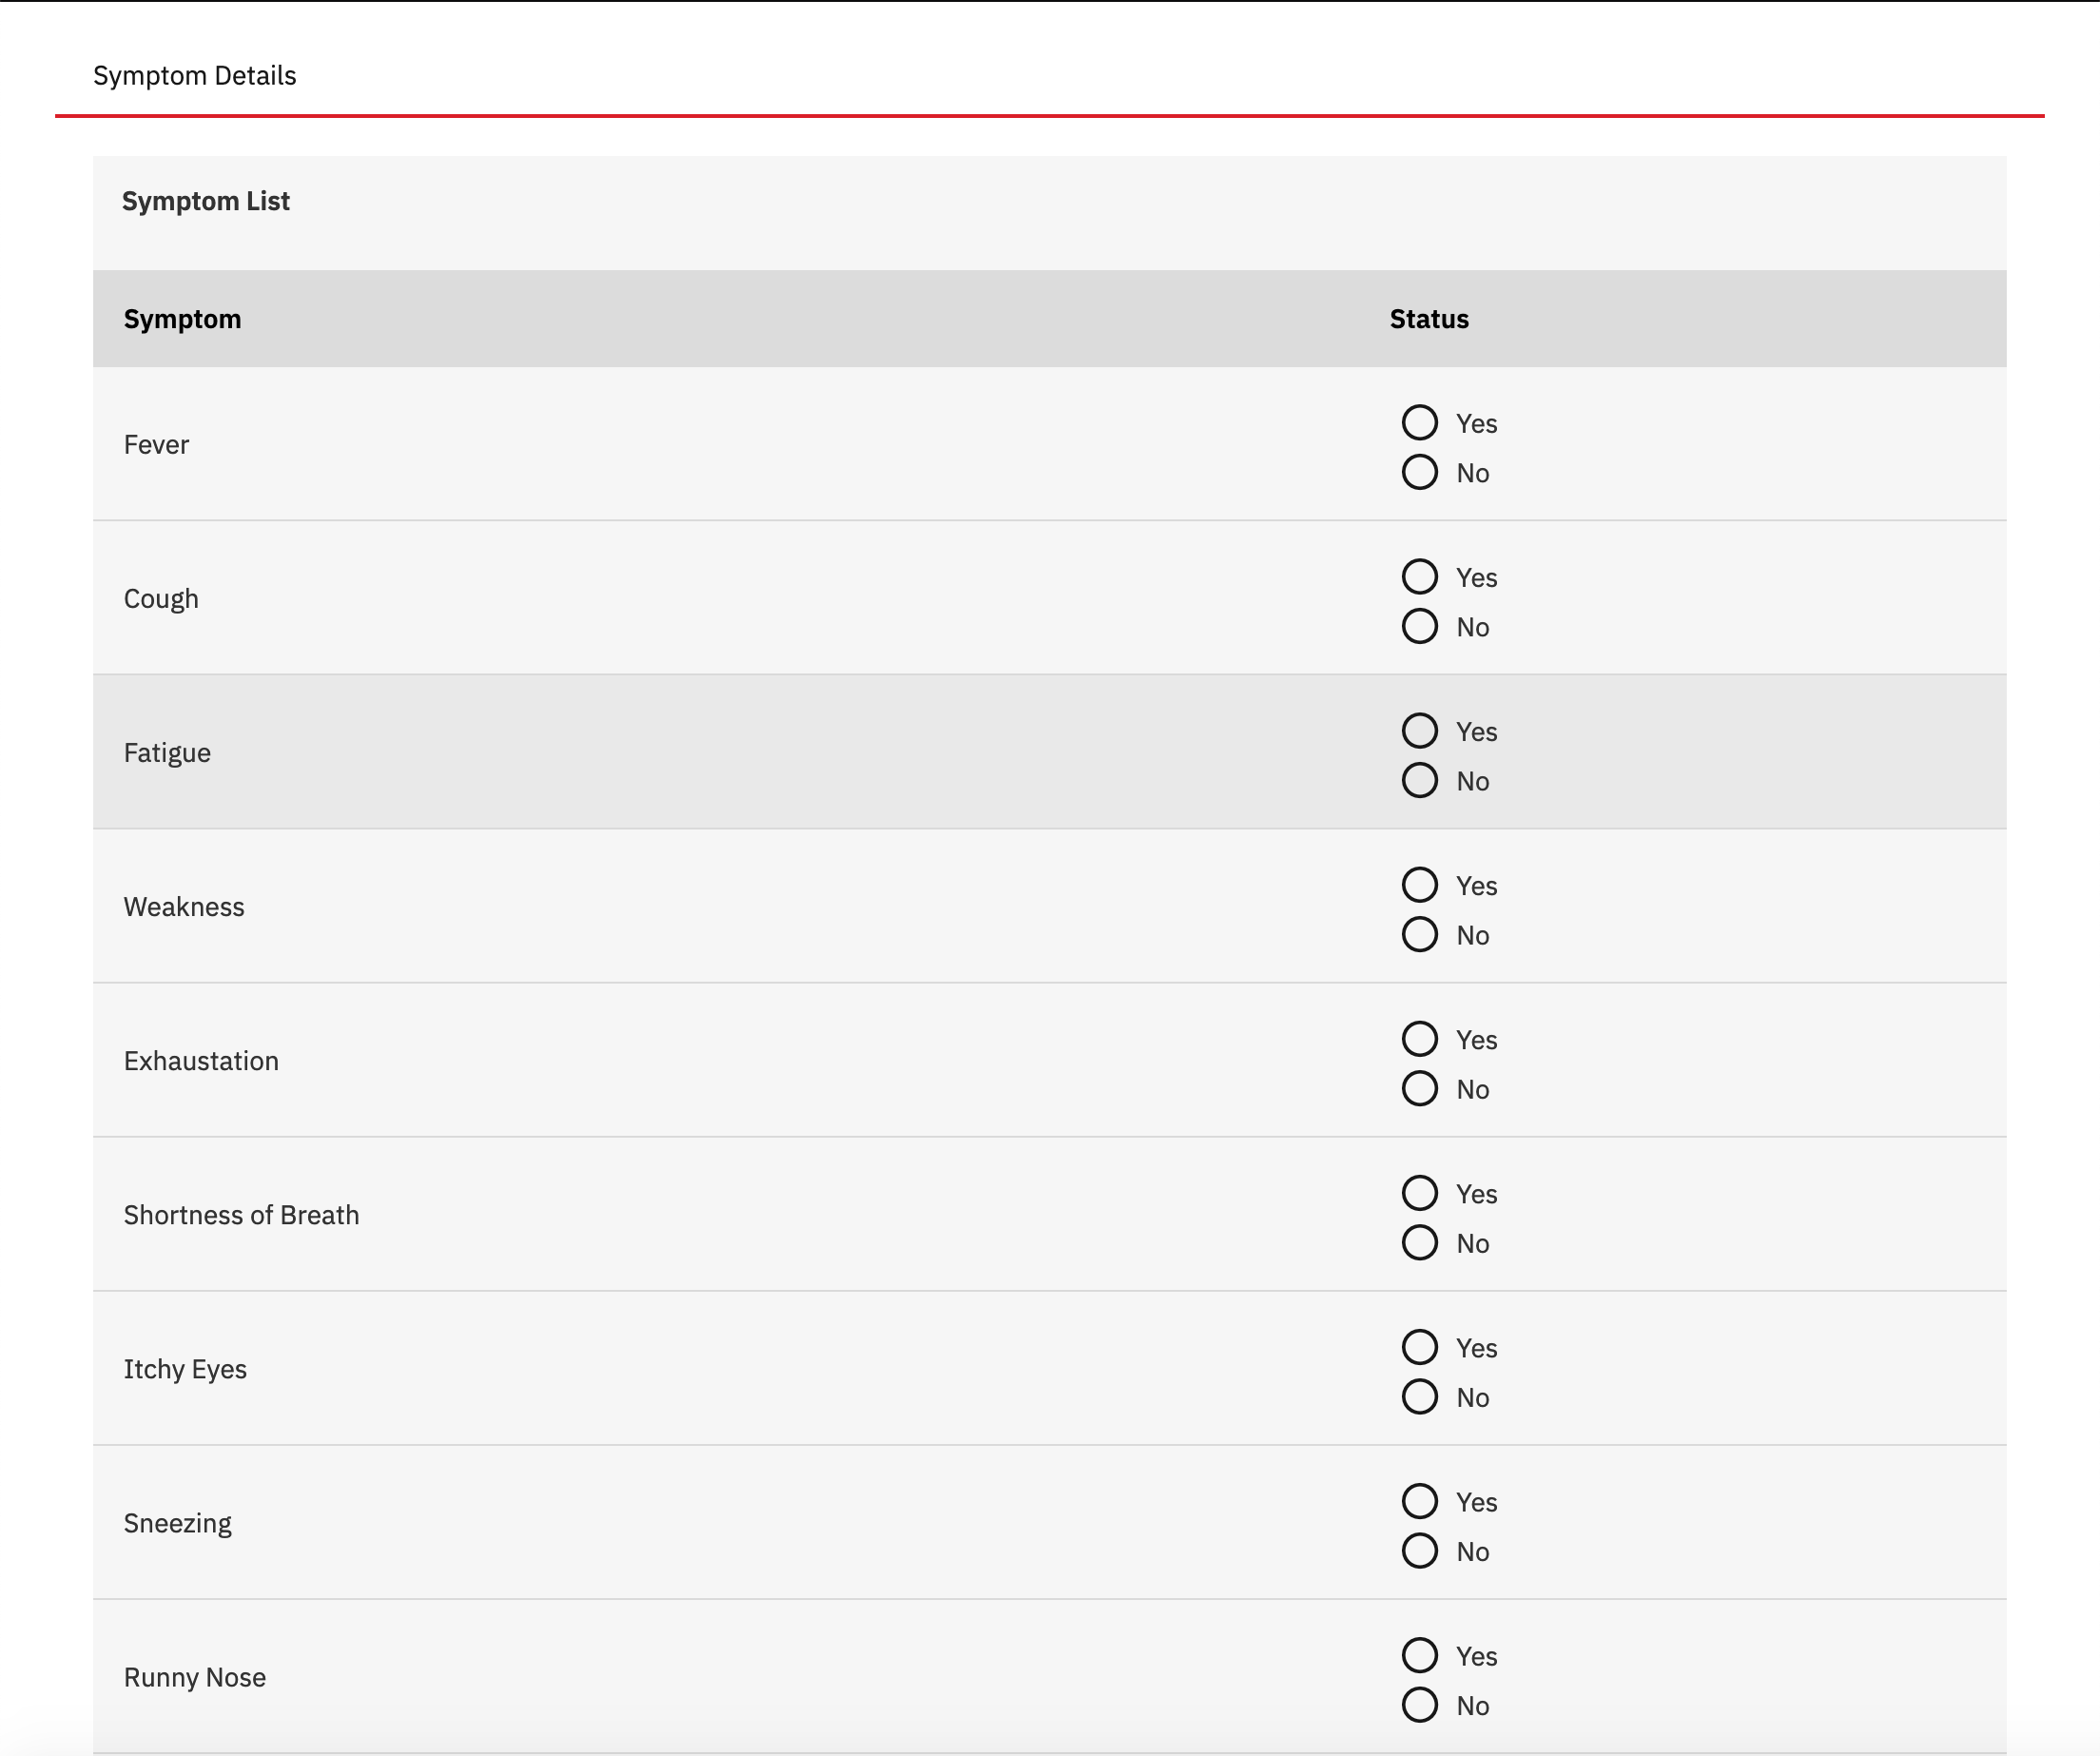 Symptom Details
Symptom List
Symptom Status
Fever
Yes
No
Cough
Yes
No
Fatigue
Yes
No
Weakness
Yes
No
Exhaustation
Yes
No
Shortness of Breath
Yes
No
Itchy Eyes
Yes
No
Sneezing
Yes
No
Runny Nose
Yes
No